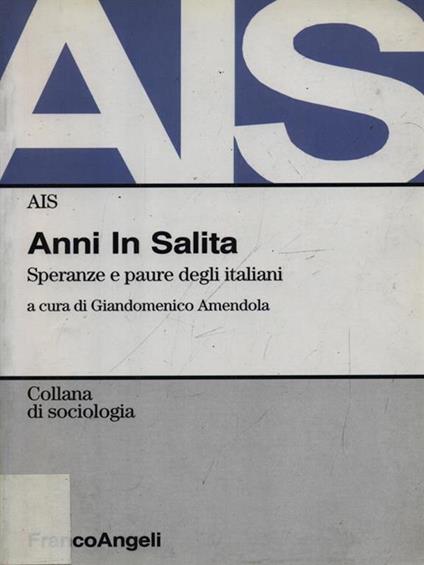 AIS
AIS
Anni In Salita
Speranze e paure degli italiani
a cura di Giandomenico Amendola
Collana
di sociologia
FrancoAngeli